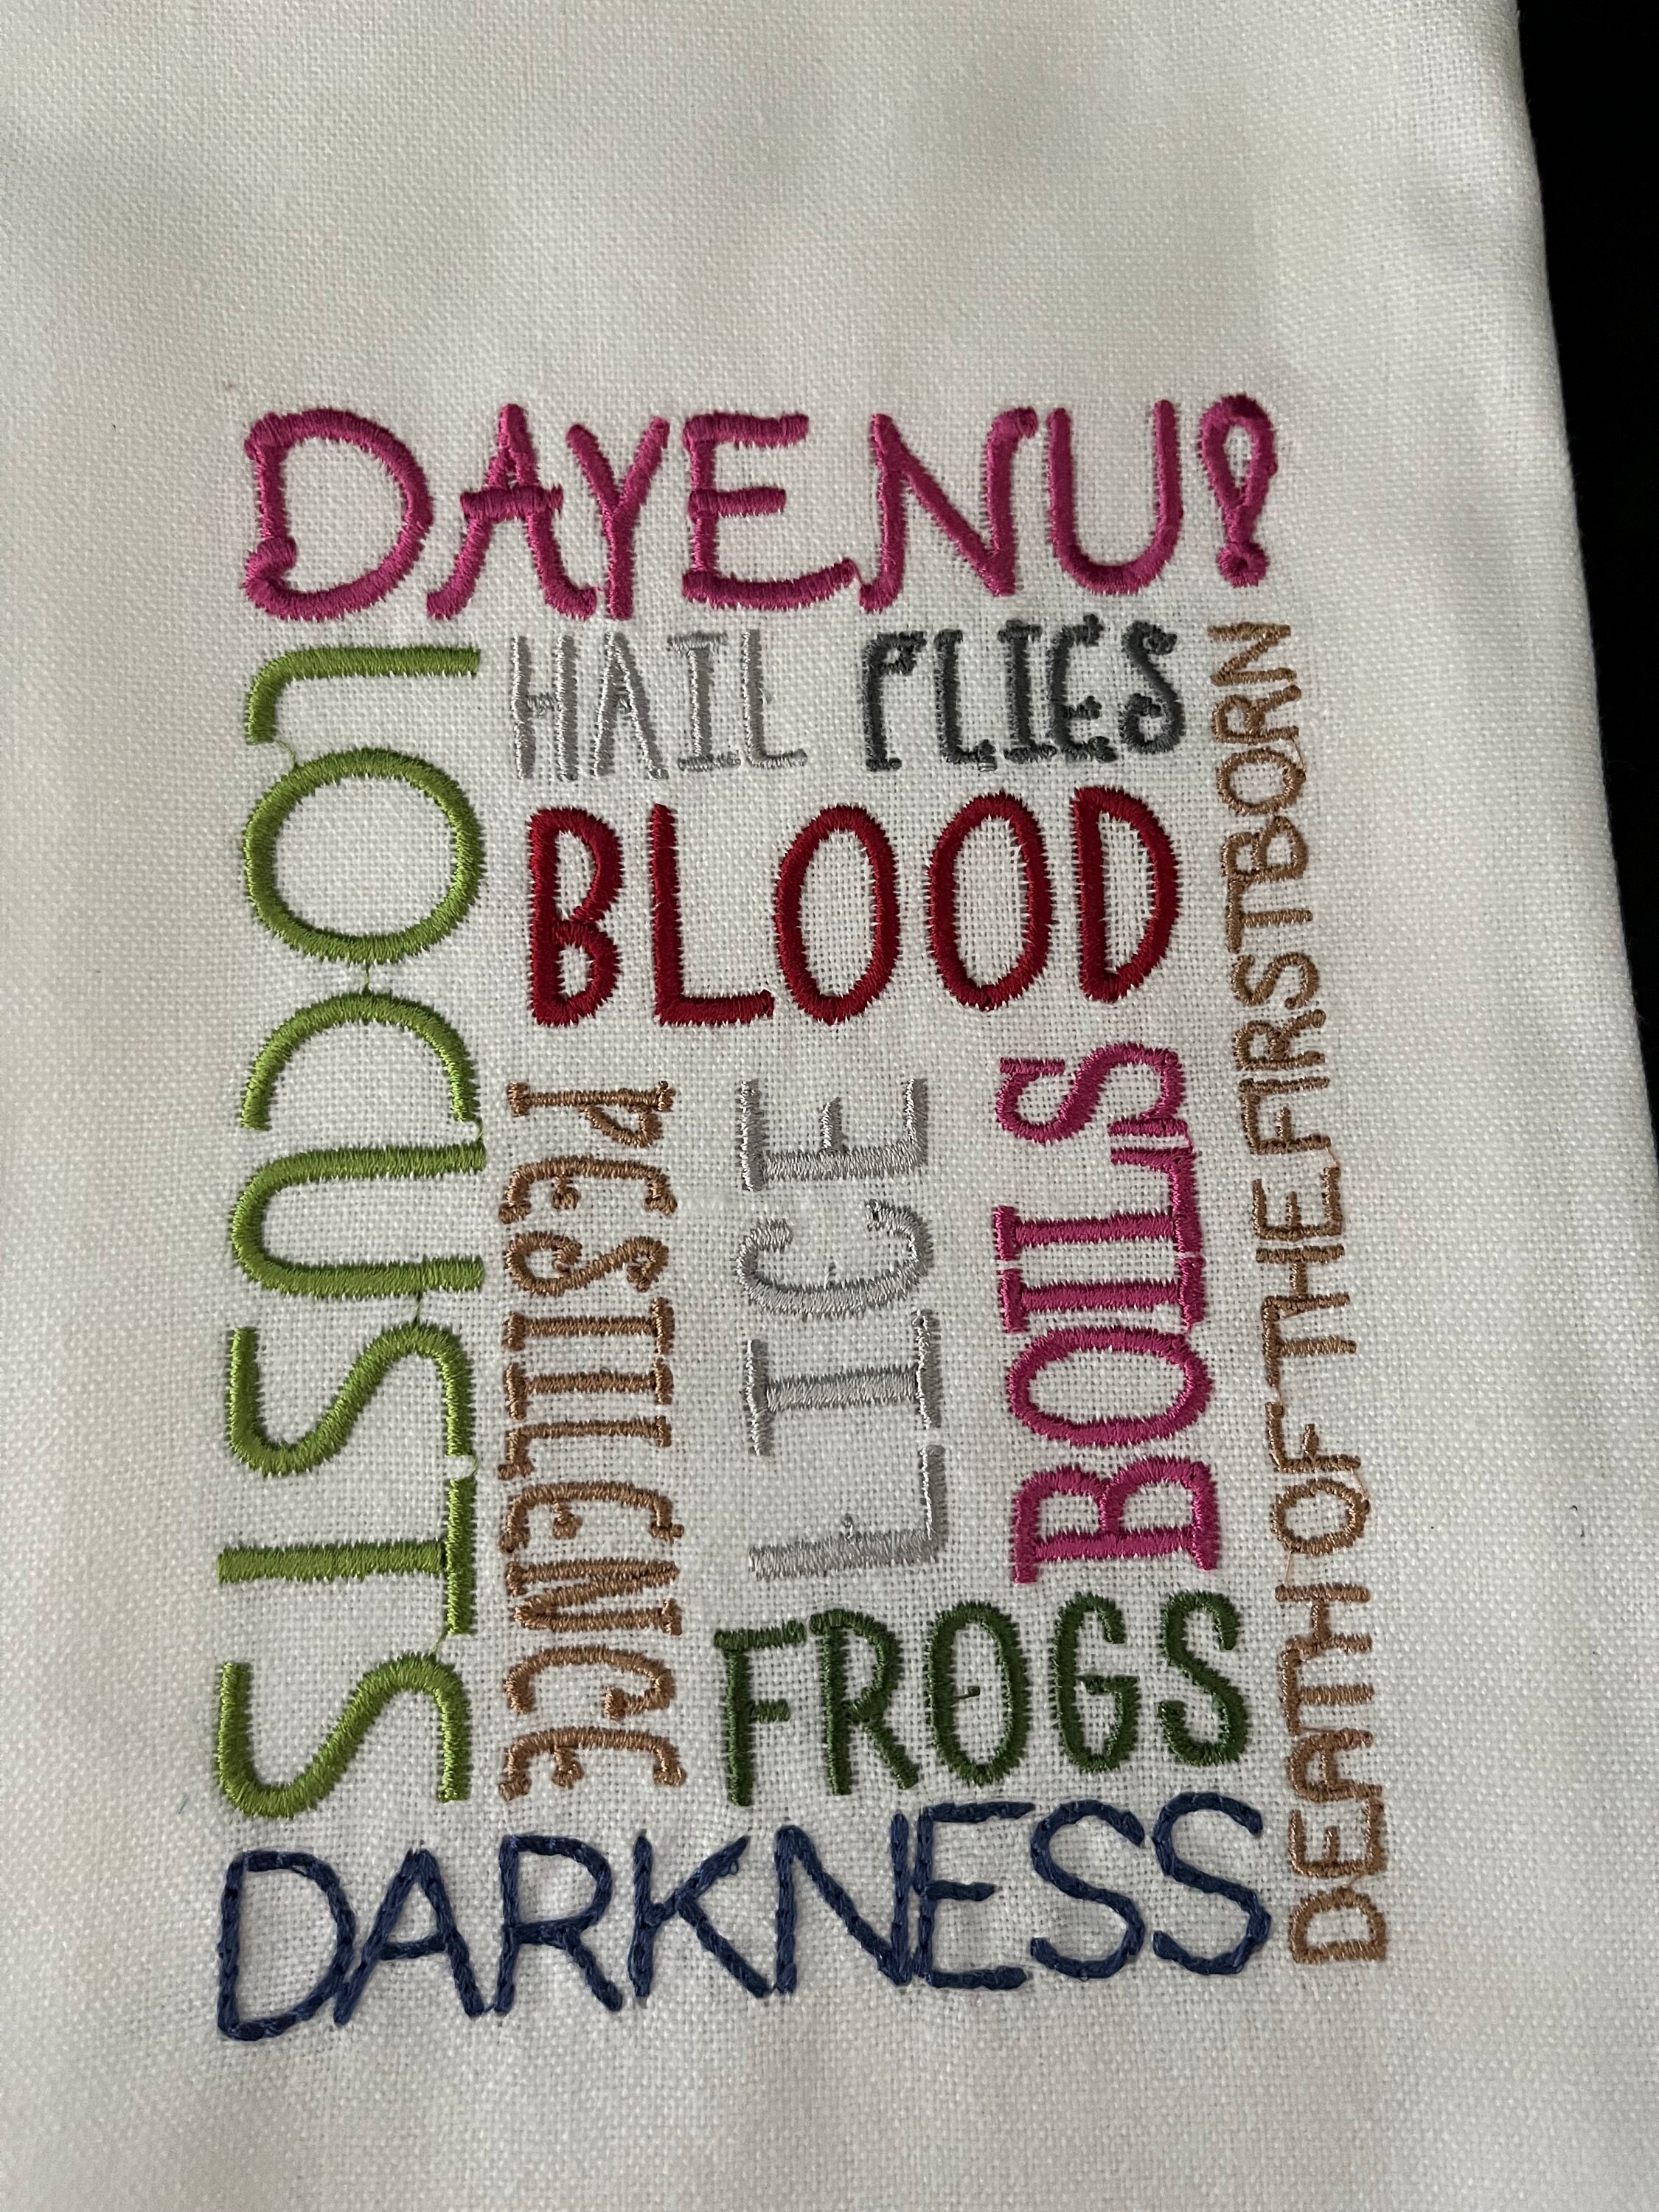 DAYENU!
LOCUSTS
HAIL FLIES
BLOOD
PESTILENCE
LICE
BOILS
FROGS
DEATH OF THE FIRSTBORN
DARKNESS